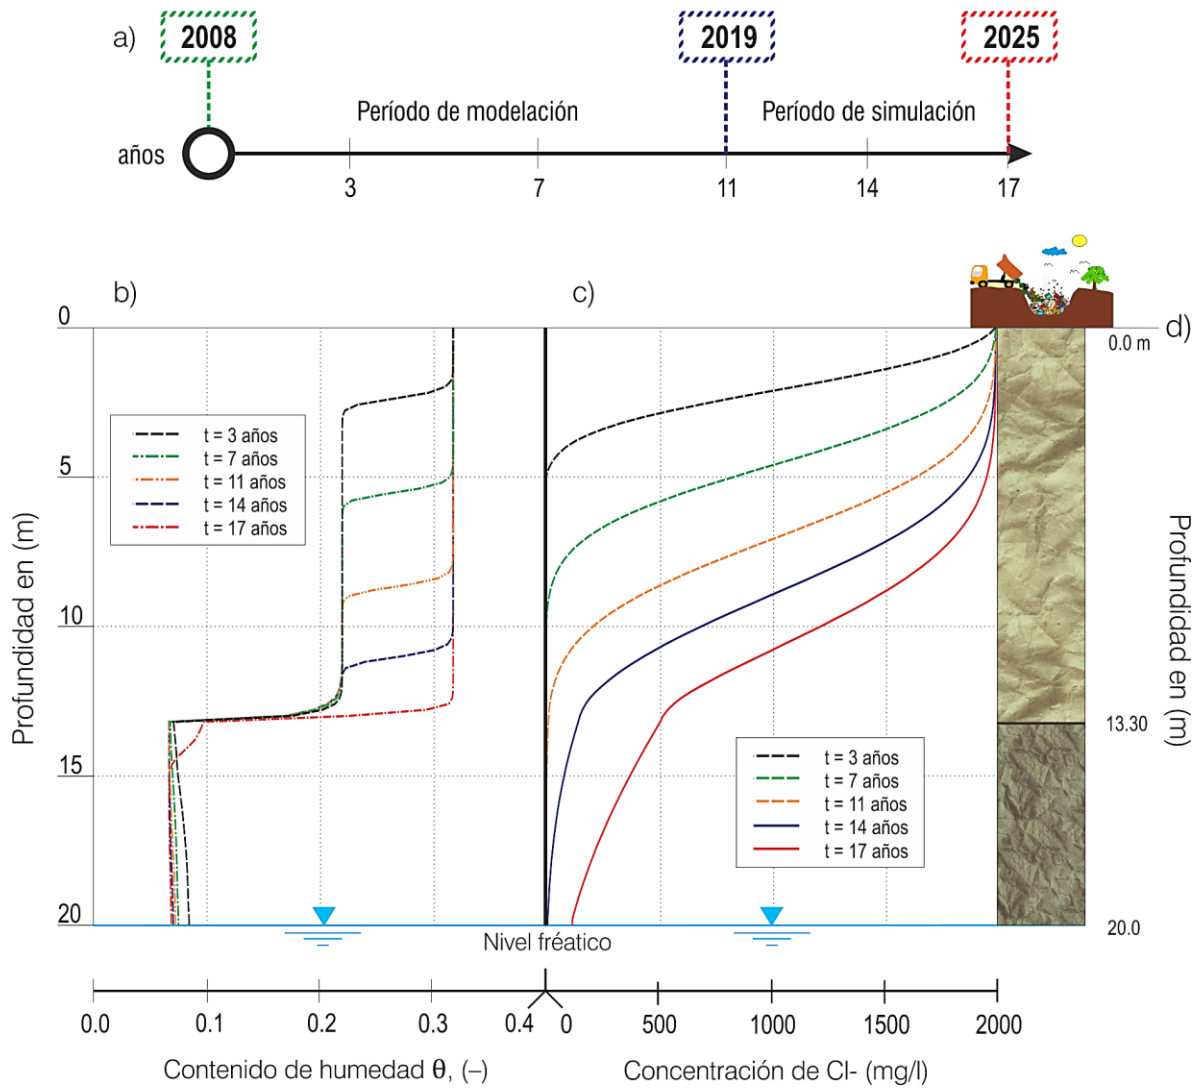 a)
2008
2019
2025
Período de modelación
Período de simulación
años
3
7
11
14
17
b)
c)
d)
0
5
10
15
20
Profundidad en (m)
t = 3 años
t = 7 años
t = 11 años
t = 14 años
t = 17 años
t = 3 años
t = 7 años
t = 11 años
t = 14 años
t = 17 años
0.0 m
13.30
20.0
Profundidad en (m)
Nivel fréatico
0.0
0.1
0.2
0.3
0.4
0
500
1000
1500
2000
Contenido de humedad θ, (–)
Concentración de Cl- (mg/l)